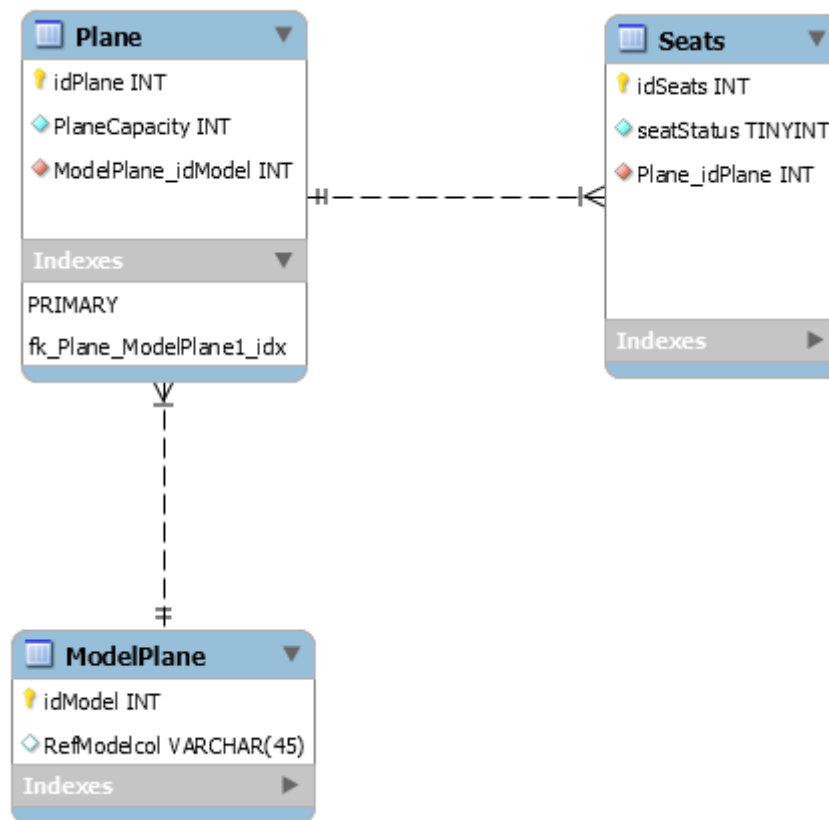 Plane
idPlane INT
PlaneCapacity INT
ModelPlane_idModel INT
Indexes
PRIMARY
fk_Plane_ModelPlane1_idx
Seats
idSeats INT
seatStatus TINYINT
Plane_idPlane INT
Indexes
ModelPlane
idModel INT
RefModelcol VARCHAR(45)
Indexes